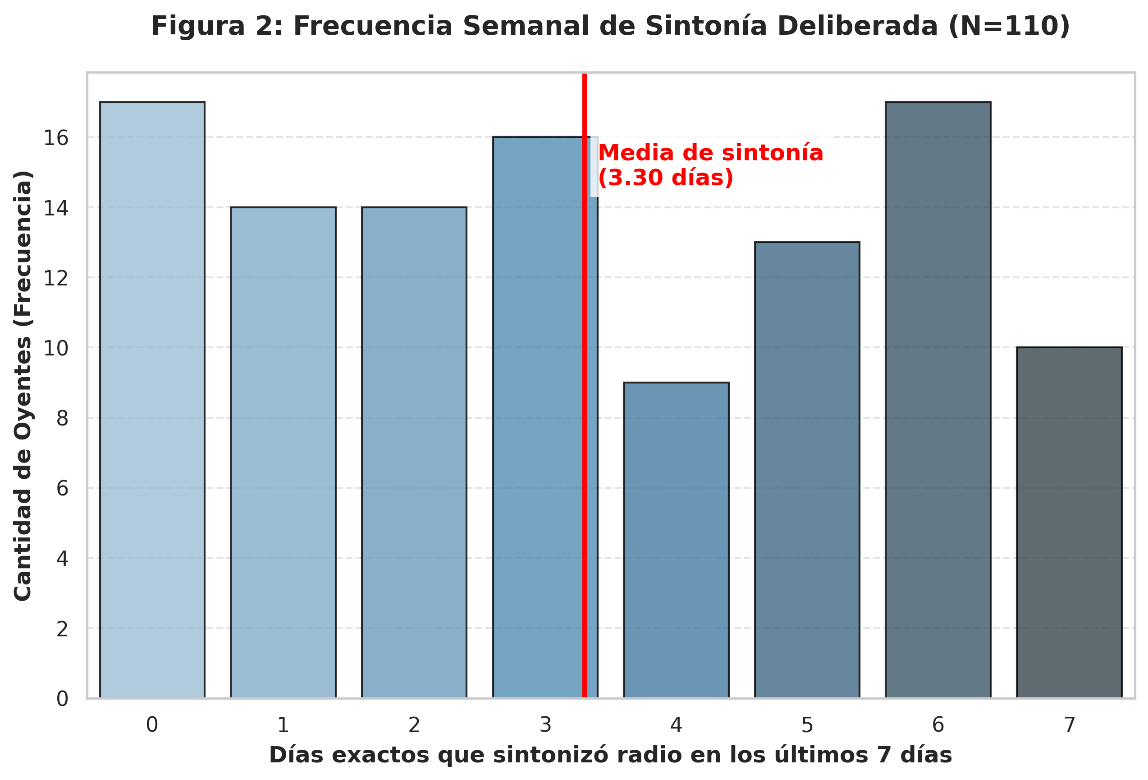 Figura 2: Frecuencia Semanal de Sintonía Deliberada (N=110)
Cantidad de Oyentes (Frecuencia)
16
14
12
10
8
6
4
2
0
Media de sintonía
(3.30 días)
0 1 2 3 4 5 6 7
Días exactos que sintonizó radio en los últimos 7 días